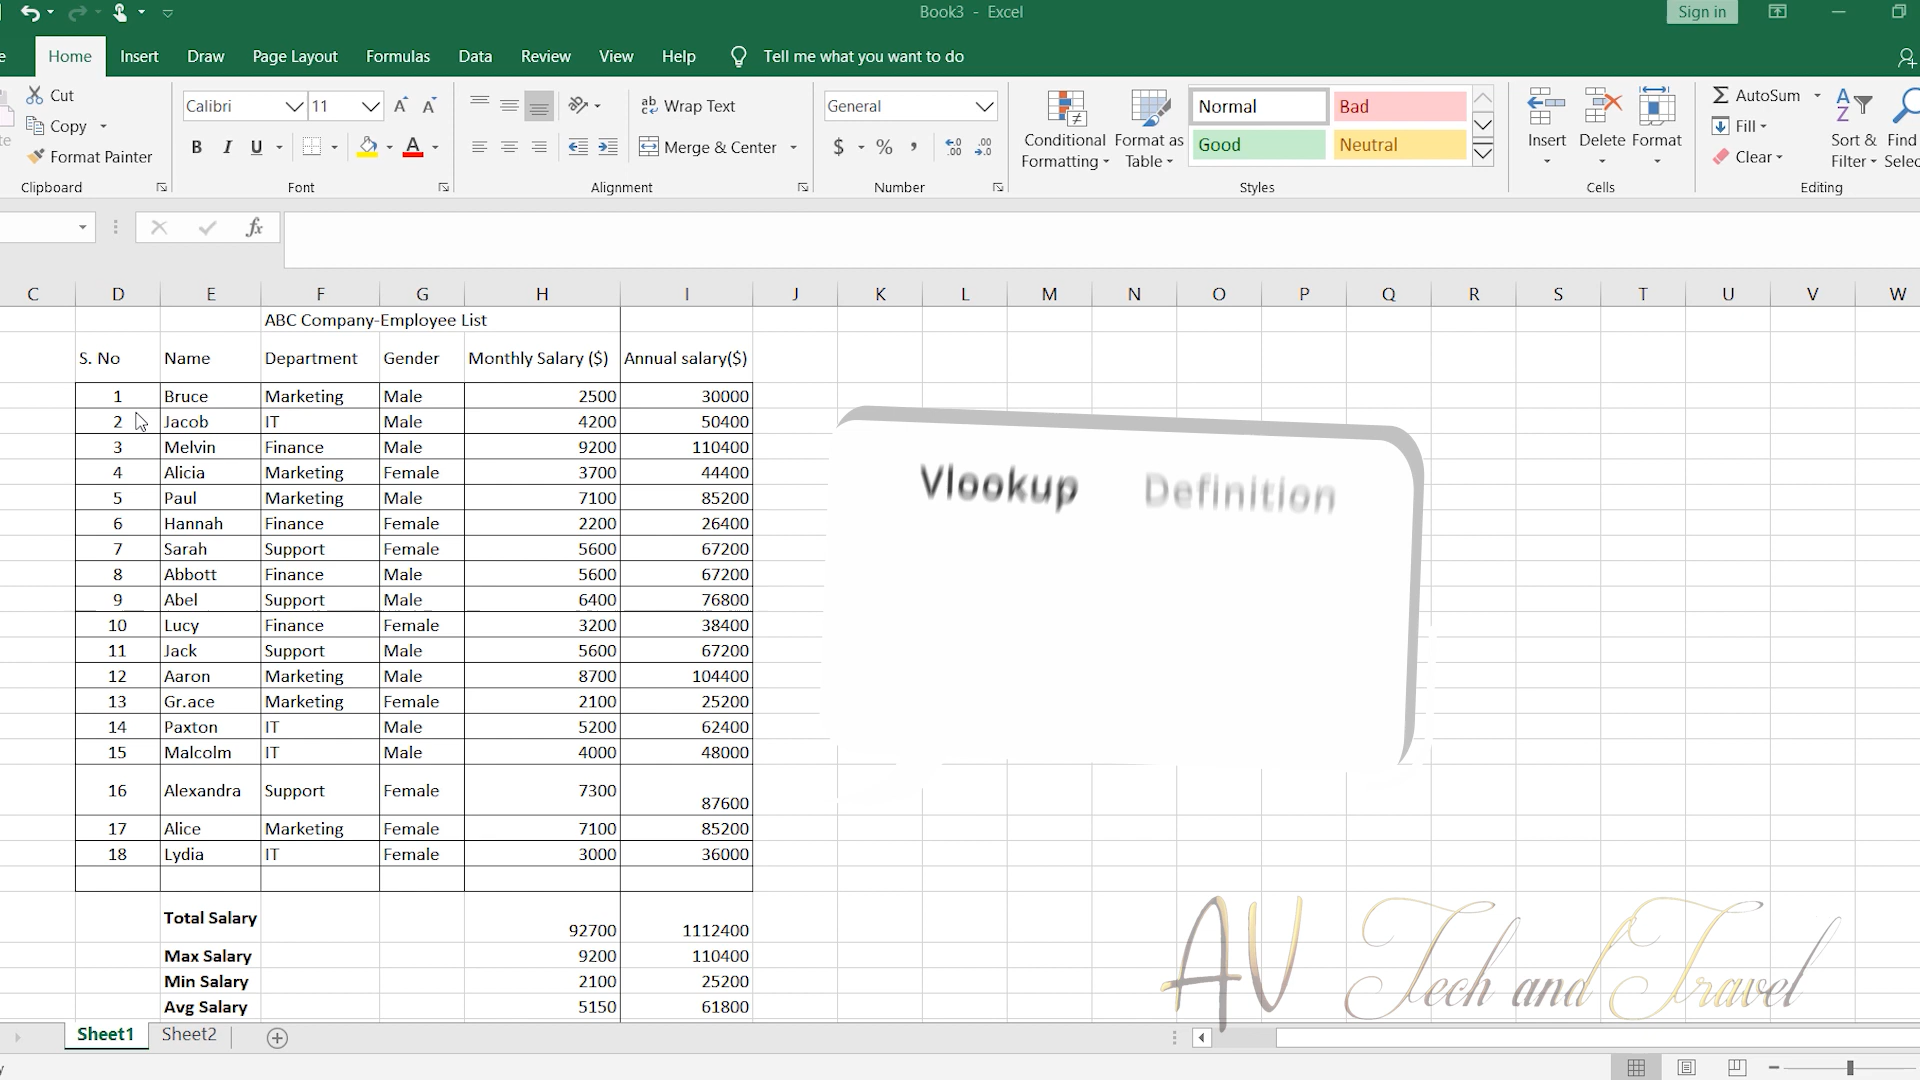 Book3 - Excel
Sign in
Home Insert Draw Page Layout Formulas Data Review View Help Tell me what you want to do
Cut
Copy
Format Painter
Clipboard
Calibri 11
B I U
Font
Wrap Text
Merge & Center
Alignment
General
$ % ,
Number
Conditional Formatting
Format as Table
Normal Bad
Good Neutral
Styles
Insert Delete Format
Cells
AutoSum
Fill
Clear
Sort & Filter
Find
Editing
fx
C D E F G H I J K L M N O P Q R S T U V W
ABC Company-Employee List
S. No Name Department Gender Monthly Salary ($) Annual salary($)
1 Bruce Marketing Male 2500 30000
2 Jacob IT Male 4200 50400
3 Melvin Finance Male 9200 110400
4 Alicia Marketing Female 3700 44400
5 Paul Marketing Male 7100 85200
6 Hannah Finance Female 2200 26400
7 Sarah Support Female 5600 67200
8 Abbott Finance Male 5600 67200
9 Abel Support Male 6400 76800
10 Lucy Finance Female 3200 38400
11 Jack Support Male 5600 67200
12 Aaron Marketing Male 8700 104400
13 Gr.ace Marketing Female 2100 25200
14 Paxton IT Male 5200 62400
15 Malcolm IT Male 4000 48000
16 Alexandra Support Female 7300 87600
17 Alice Marketing Female 7100 85200
18 Lydia IT Female 3000 36000
Total Salary 92700 1112400
Max Salary 9200 110400
Min Salary 2100 25200
Avg Salary 5150 61800
Vlookup Definition
AV Tech and Travel
Sheet1 Sheet2